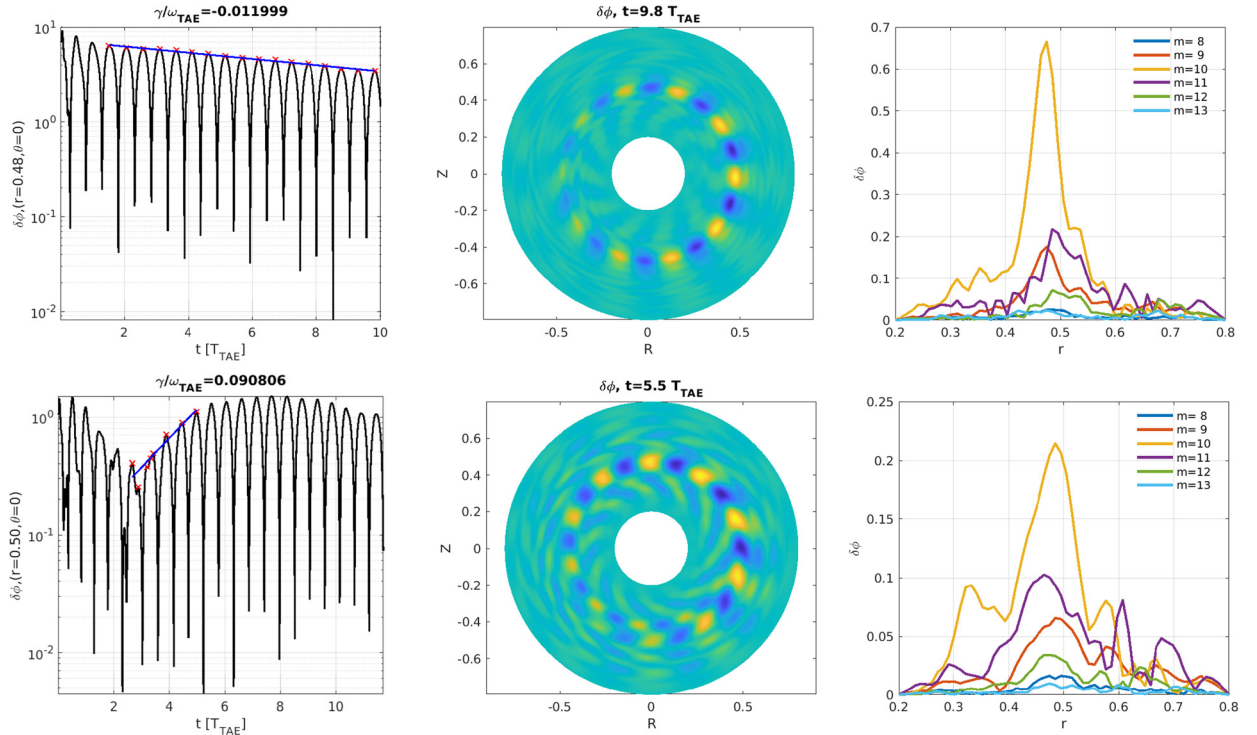 γ/ω_TAE=-0.011999
10^1
10^0
10^-1
10^-2
δϕ,(r=0.48,θ=0)
2 4 6 8 10
t [T_TAE]
δϕ, t=9.8 T_TAE
0.6
0.4
0.2
0
-0.2
-0.4
-0.6
Z
-0.5 0 0.5
R
m= 8
m= 9
m=10
m=11
m=12
m=13
0.7
0.6
0.5
0.4
0.3
0.2
0.1
0
δϕ
0.2 0.3 0.4 0.5 0.6 0.7 0.8
r
γ/ω_TAE=0.090806
10^0
10^-1
10^-2
δϕ,(r=0.50,θ=0)
2 4 6 8 10
t [T_TAE]
δϕ, t=5.5 T_TAE
0.6
0.4
0.2
0
-0.2
-0.4
-0.6
Z
-0.5 0 0.5
R
m= 8
m= 9
m=10
m=11
m=12
m=13
0.25
0.2
0.15
0.1
0.05
0
δϕ
0.2 0.3 0.4 0.5 0.6 0.7 0.8
r